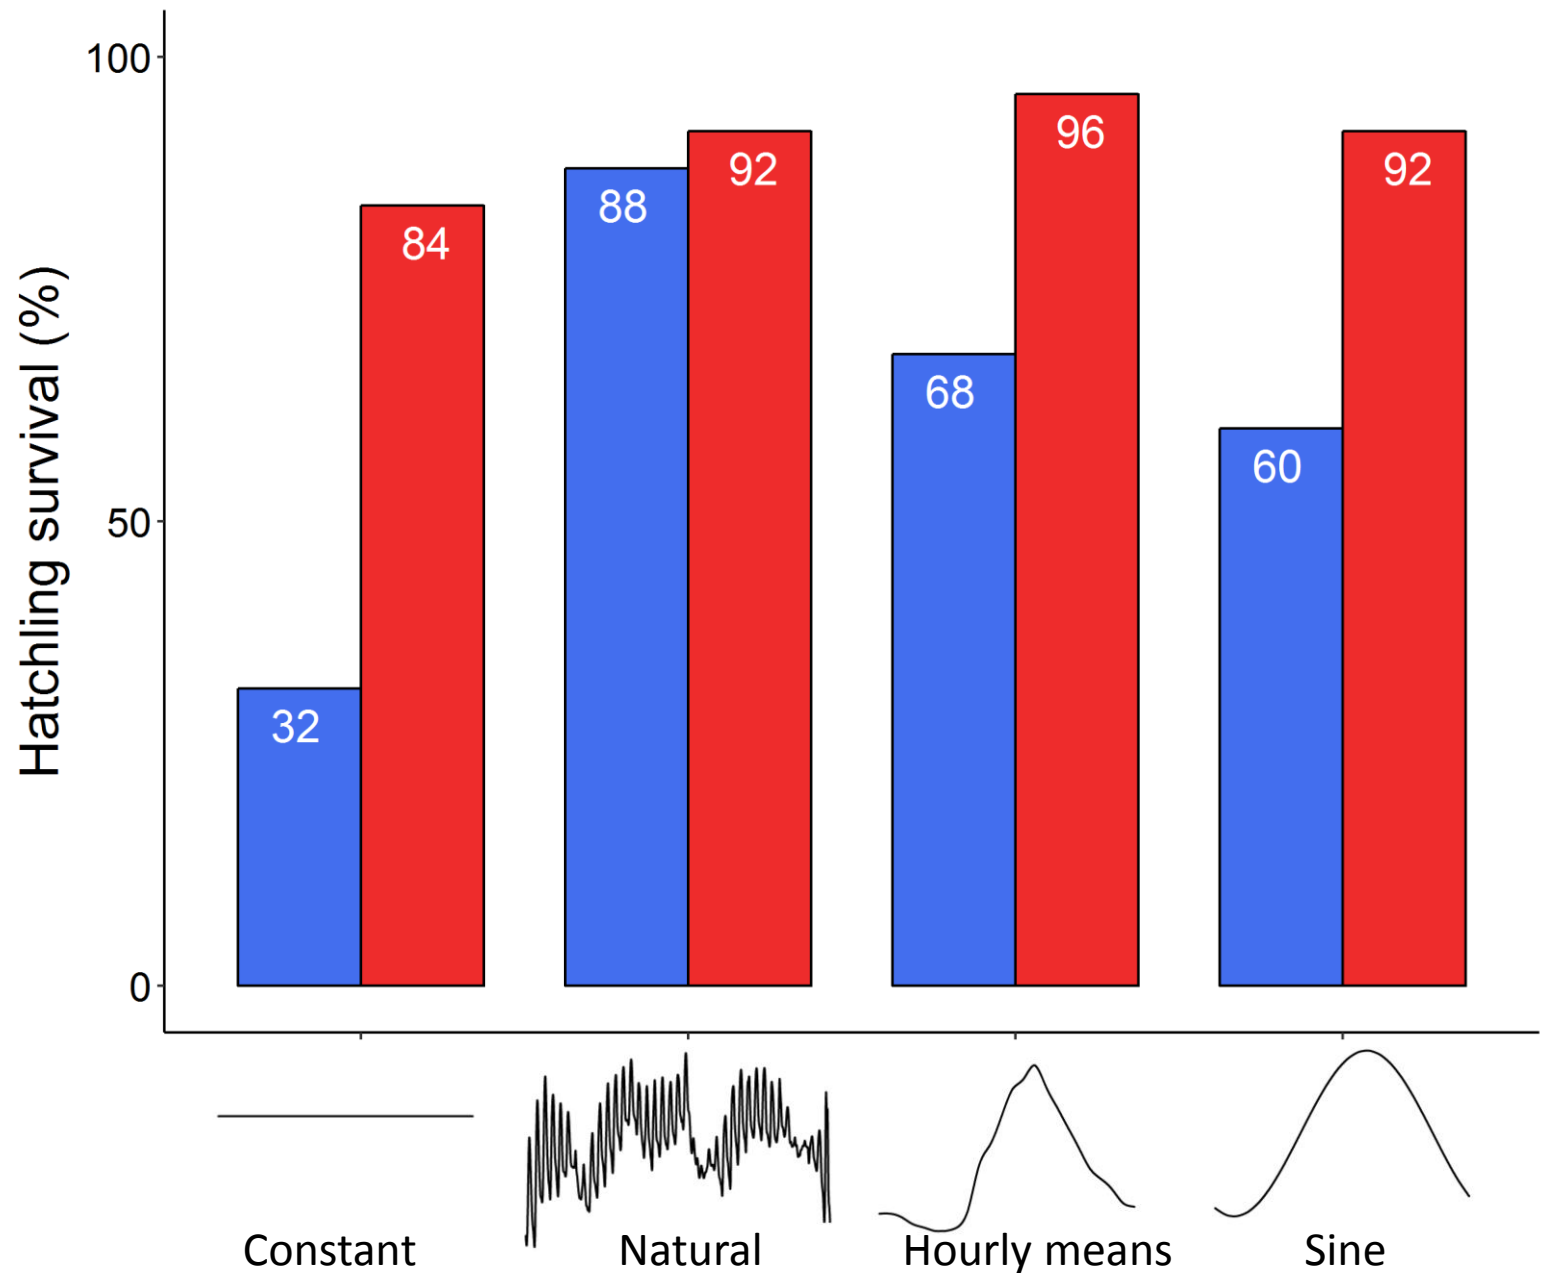 Hatchling survival (%)
100
50
0
32
84
88
92
68
96
60
92
Constant
Natural
Hourly means
Sine